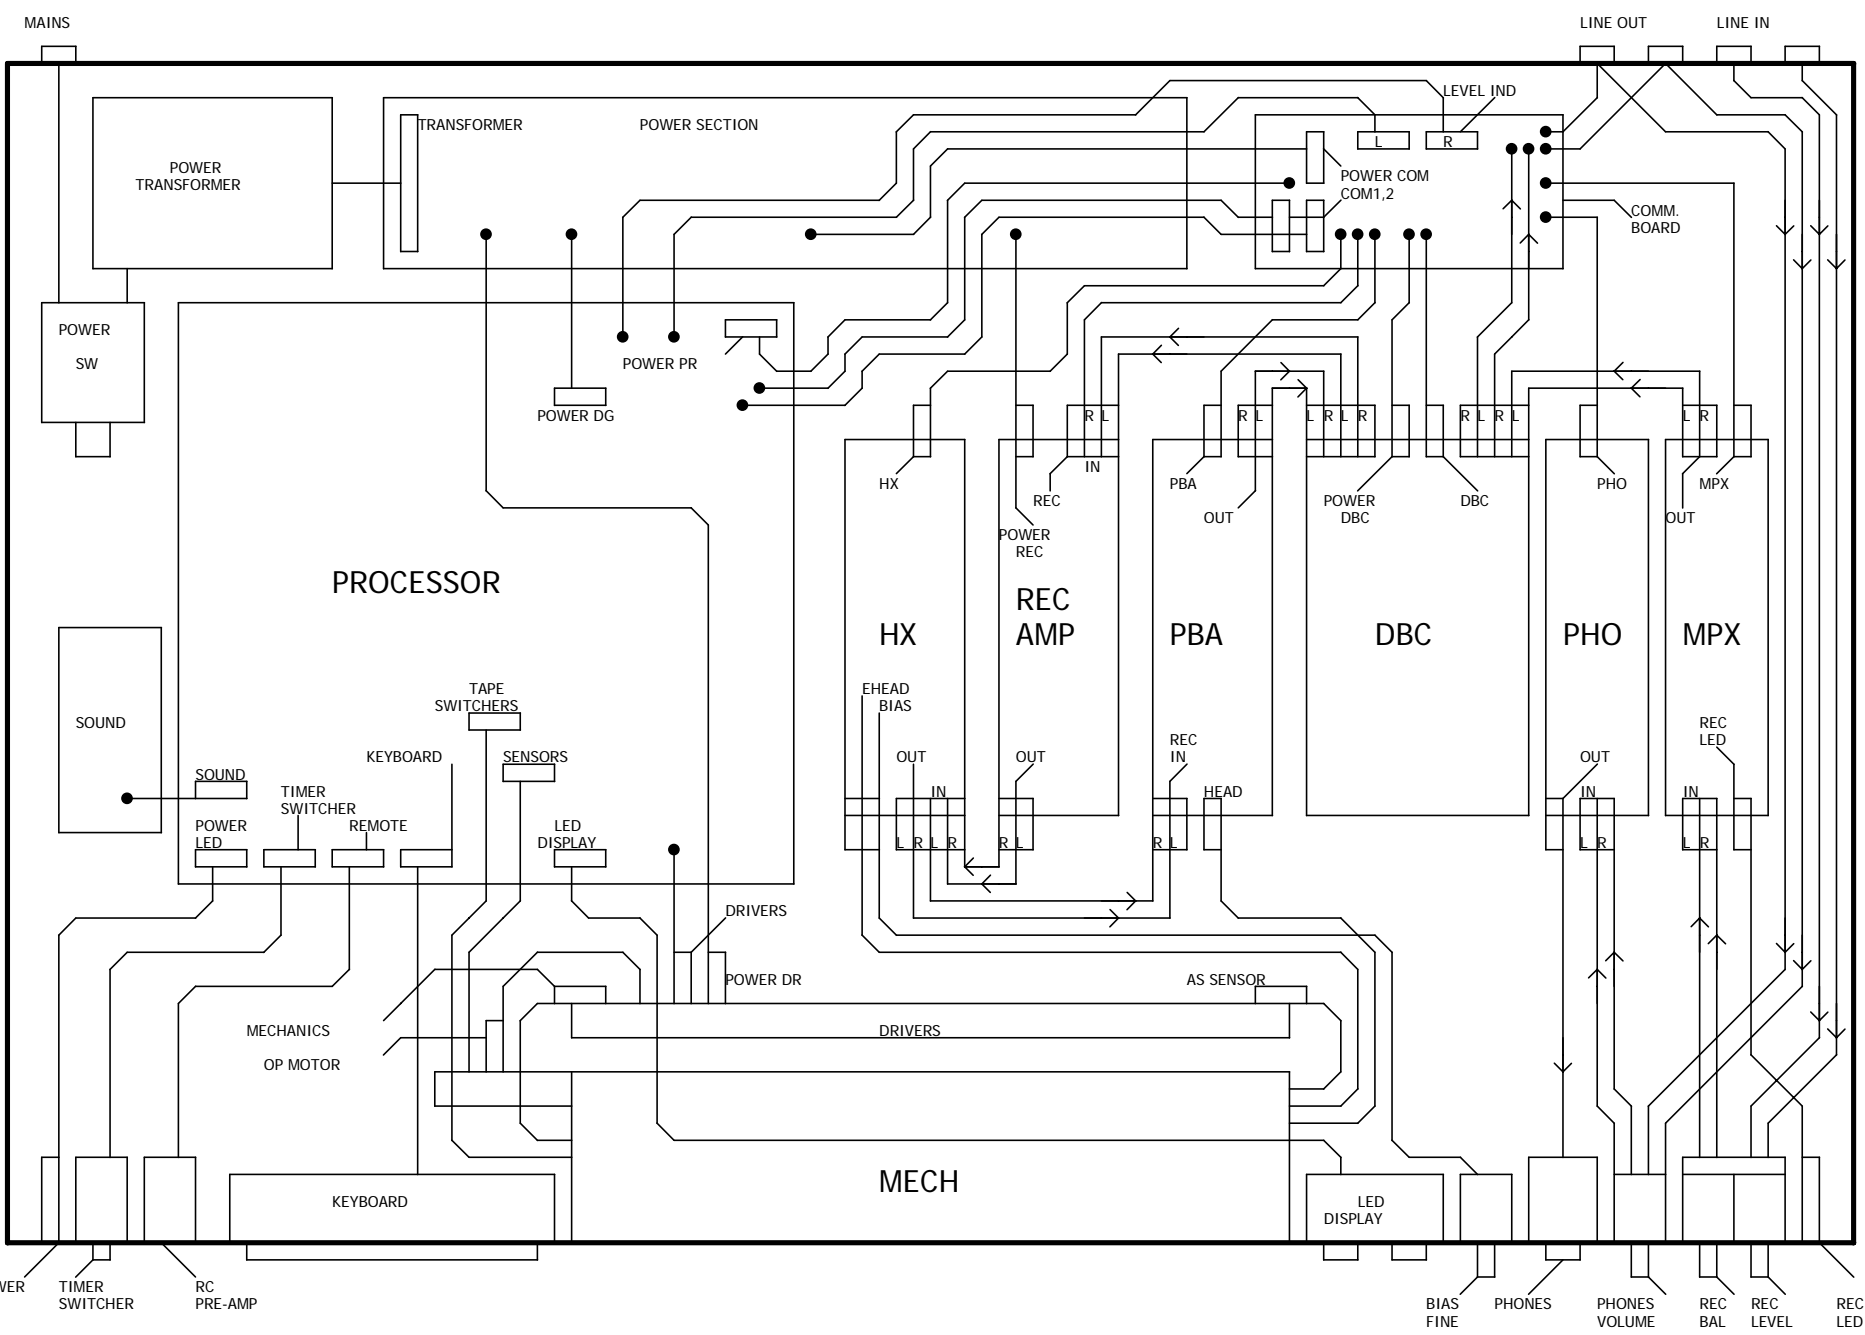 MAINS
LINE OUT
LINE IN
LEVEL IND
TRANSFORMER
POWER SECTION
L
R
POWER
TRANSFORMER
POWER COM
COM1,2
COMM.
BOARD
POWER
SW
POWER PR
POWER DG
R L
IN
R L
L R L R
R L R L
L R
HX
REC
PBA
OUT
POWER
DBC
DBC
PHO
MPX
OUT
POWER
REC
PROCESSOR
HX
REC
AMP
PBA
DBC
PHO
MPX
SOUND
TAPE
SWITCHERS
EHEAD
BIAS
KEYBOARD
SENSORS
OUT
OUT
REC
IN
OUT
REC
LED
SOUND
TIMER
SWITCHER
IN
HEAD
IN
IN
POWER
LED
REMOTE
LED
DISPLAY
L R L R
R L
R L
L R
L R
DRIVERS
POWER DR
AS SENSOR
MECHANICS
DRIVERS
OP MOTOR
MECH
KEYBOARD
LED
DISPLAY
WER
TIMER
SWITCHER
RC
PRE-AMP
BIAS
FINE
PHONES
PHONES
VOLUME
REC
BAL
REC
LEVEL
REC
LED